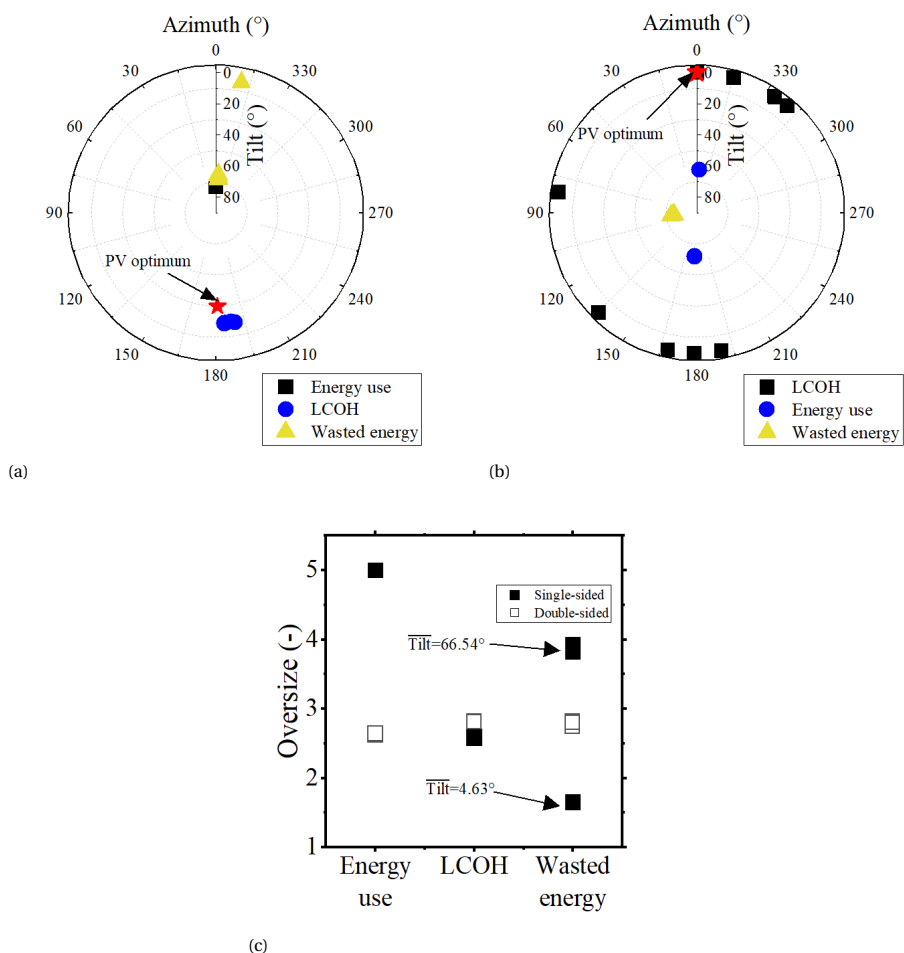 Azimuth (°)
0
30
330
60
300
90
270
120
240
150
210
180
0
20
40
60
80
Tilt (°)
PV optimum
Energy use
LCOH
Wasted energy
(a)
Azimuth (°)
0
30
330
60
300
90
270
120
240
150
210
180
0
20
40
60
80
Tilt (°)
PV optimum
LCOH
Energy use
Wasted energy
(b)
Oversize (-)
5
4
3
2
1
Single-sided
Double-sided
Tilt=66.54°
Tilt=4.63°
Energy LCOH Wasted
use energy
(c)